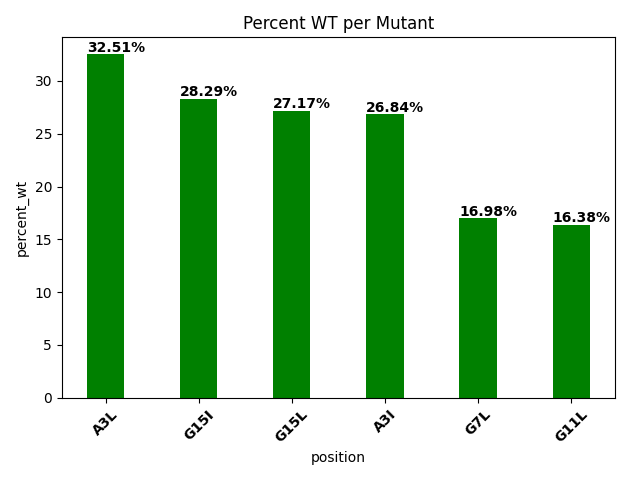 Percent WT per Mutant
32.51%
28.29%
27.17%
26.84%
16.98%
16.38%
30
25
20
15
10
5
0
percent_wt
A3L
G15I
G15L
A3I
G7L
G11L
position